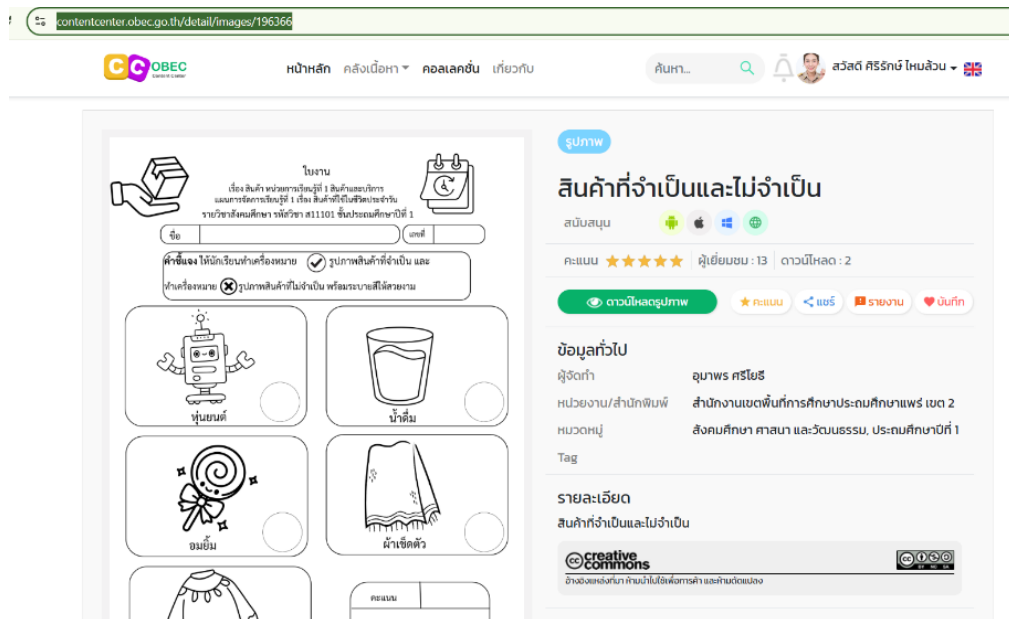 contentcenter.obec.go.th/detail/images/196366
CC OBEC
Content Center
หน้าหลัก คลังเนื้อหา คอลเลคชั่น เกี่ยวกับ
ค้นหา...
สวัสดี ศิริรักษ์ ไหมล้วน
ใบงาน
เรื่อง สินค้า หน่วยการเรียนรู้ที่ 1 สินค้าและบริการ
แผนการจัดการเรียนรู้ที่ 1 เรื่อง สินค้าที่ใช้ในชีวิตประจำวัน
รายวิชาสังคมศึกษา รหัสวิชา ส11101 ชั้นประถมศึกษาปีที่ 1
ชื่อ เลขที่
คำชี้แจง ให้นักเรียนทำเครื่องหมาย รูปภาพสินค้าที่จำเป็น และ
ทำเครื่องหมาย รูปภาพสินค้าที่ไม่จำเป็น พร้อมระบายสีให้สวยงาม
หุ่นยนต์
น้ำดื่ม
อมยิ้ม
ผ้าเช็ดตัว
คะแนน
รูปภาพ
สินค้าที่จำเป็นและไม่จำเป็น
สนับสนุน
คะแนน ผู้เยี่ยมชม : 13 ดาวน์โหลด : 2
ดาวน์โหลดรูปภาพ คะแนน แชร์ รายงาน บันทึก
ข้อมูลทั่วไป
ผู้จัดทำ อุมาพร ศรีโยธี
หน่วยงาน/สำนักพิมพ์ สำนักงานเขตพื้นที่การศึกษาประถมศึกษาแพร่ เขต 2
หมวดหมู่ สังคมศึกษา ศาสนา และวัฒนธรรม, ประถมศึกษาปีที่ 1
Tag
รายละเอียด
สินค้าที่จำเป็นและไม่จำเป็น
cc creative commons
cc BY NC SA
อ้างอิงแหล่งที่มา ห้ามนำไปใช้เพื่อการค้า และห้ามดัดแปลง